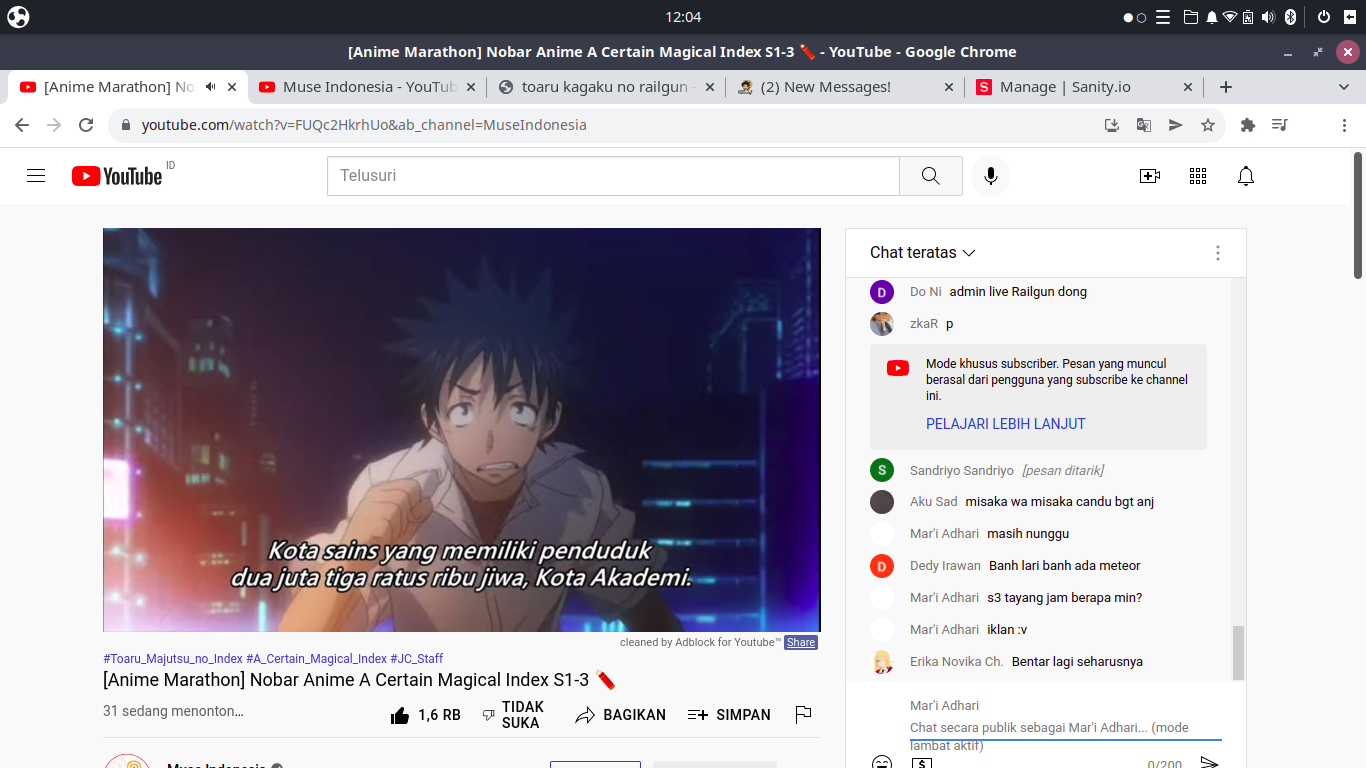 12:04
[Anime Marathon] Nobar Anime A Certain Magical Index S1-3 - YouTube - Google Chrome
[Anime Marathon] No
Muse Indonesia - YouTub
toaru kagaku no railgun -
(2) New Messages!
S Manage | Sanity.io
youtube.com/watch?v=FUQc2HkrhUo&ab_channel=MuseIndonesia
YouTube ID
Telusuri
Kota sains yang memiliki penduduk
dua juta tiga ratus ribu jiwa, Kota Akademi.
cleaned by Adblock for Youtube™ Share
#Toaru_Majutsu_no_Index #A_Certain_Magical_Index #JC_Staff
[Anime Marathon] Nobar Anime A Certain Magical Index S1-3
31 sedang menonton…
1,6 RB
TIDAK
SUKA
BAGIKAN
SIMPAN
Muse Indonesia
Chat teratas
D Do Ni admin live Railgun dong
zkaR p
Mode khusus subscriber. Pesan yang muncul
berasal dari pengguna yang subscribe ke channel
ini.
PELAJARI LEBIH LANJUT
S Sandriyo Sandriyo [pesan ditarik]
Aku Sad misaka wa misaka candu bgt anj
Mar'i Adhari masih nunggu
D Dedy Irawan Banh lari banh ada meteor
Mar'i Adhari s3 tayang jam berapa min?
Mar'i Adhari iklan :v
Erika Novika Ch. Bentar lagi seharusnya
Mar'i Adhari
Chat secara publik sebagai Mar'i Adhari... (mode
lambat aktif)
$ 0/200